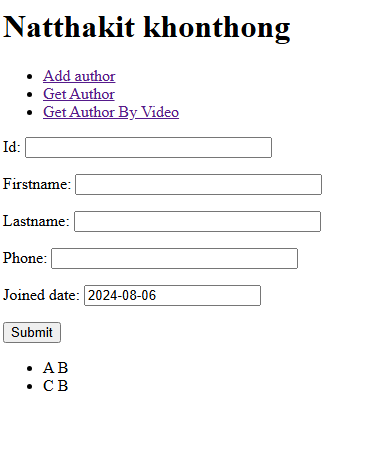 Natthakit khonthong
Add author
Get Author
Get Author By Video
Id:
Firstname:
Lastname:
Phone:
Joined date: 2024-08-06
Submit
A B
C B